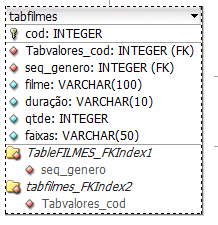 tabfilmes
cod: INTEGER
Tabvalores_cod: INTEGER (FK)
seq_genero: INTEGER (FK)
filme: VARCHAR(100)
duração: VARCHAR(10)
qtde: INTEGER
faixas: VARCHAR(50)
TableFILMES_FKIndex1
seq_genero
tabfilmes_FKIndex2
Tabvalores_cod